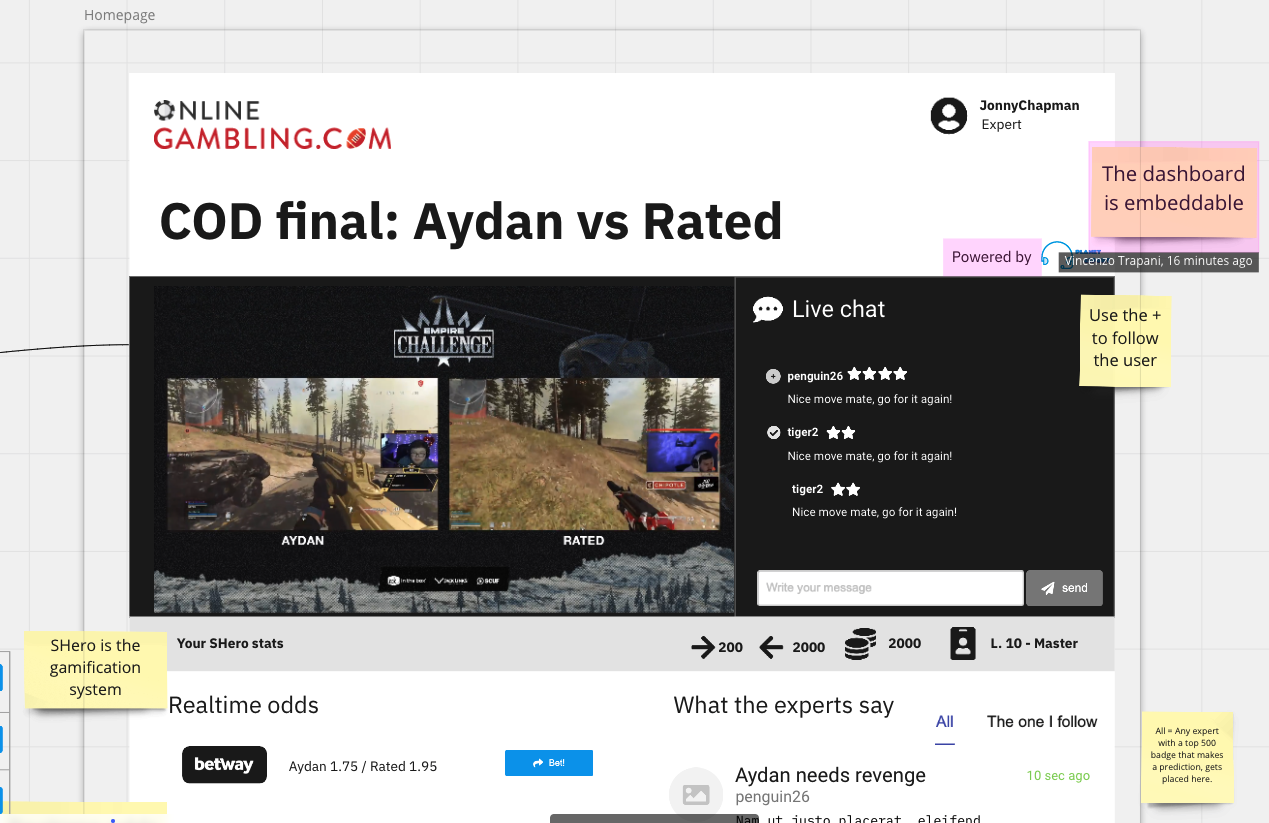 Homepage
ONLINE
GAMBLING.COM
JonnyChapman
Expert
The dashboard
is embeddable
COD final: Aydan vs Rated
Powered by
Vincenzo Trapani, 16 minutes ago
EMPIRE
CHALLENGE
AYDAN
RATED
SCUF
Live chat
penguin26
Nice move mate, go for it again!
tiger2
Nice move mate, go for it again!
tiger2
Nice move mate, go for it again!
Write your message
send
Use the +
to follow
the user
SHero is the
gamification
system
Your SHero stats
200
2000
2000
L. 10 - Master
Realtime odds
betway
Aydan 1.75 / Rated 1.95
Bet!
What the experts say
All
The one I follow
Aydan needs revenge
10 sec ago
penguin26
Nam ut justo placerat, eleifend
All = Any expert
with a top 500
badge that makes
a prediction, gets
placed here.